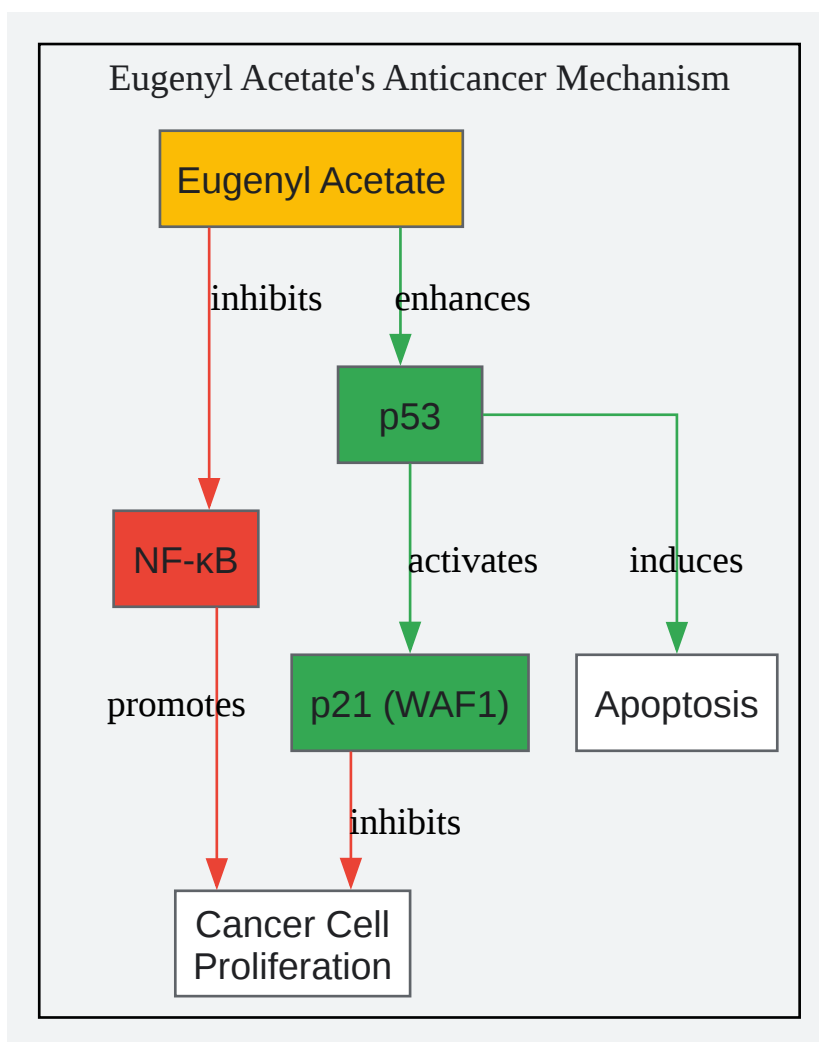 Eugenyl Acetate's Anticancer Mechanism
Eugenyl Acetate
inhibits
enhances
p53
NF-κB
activates
induces
promotes
p21 (WAF1)
Apoptosis
inhibits
Cancer Cell
Proliferation